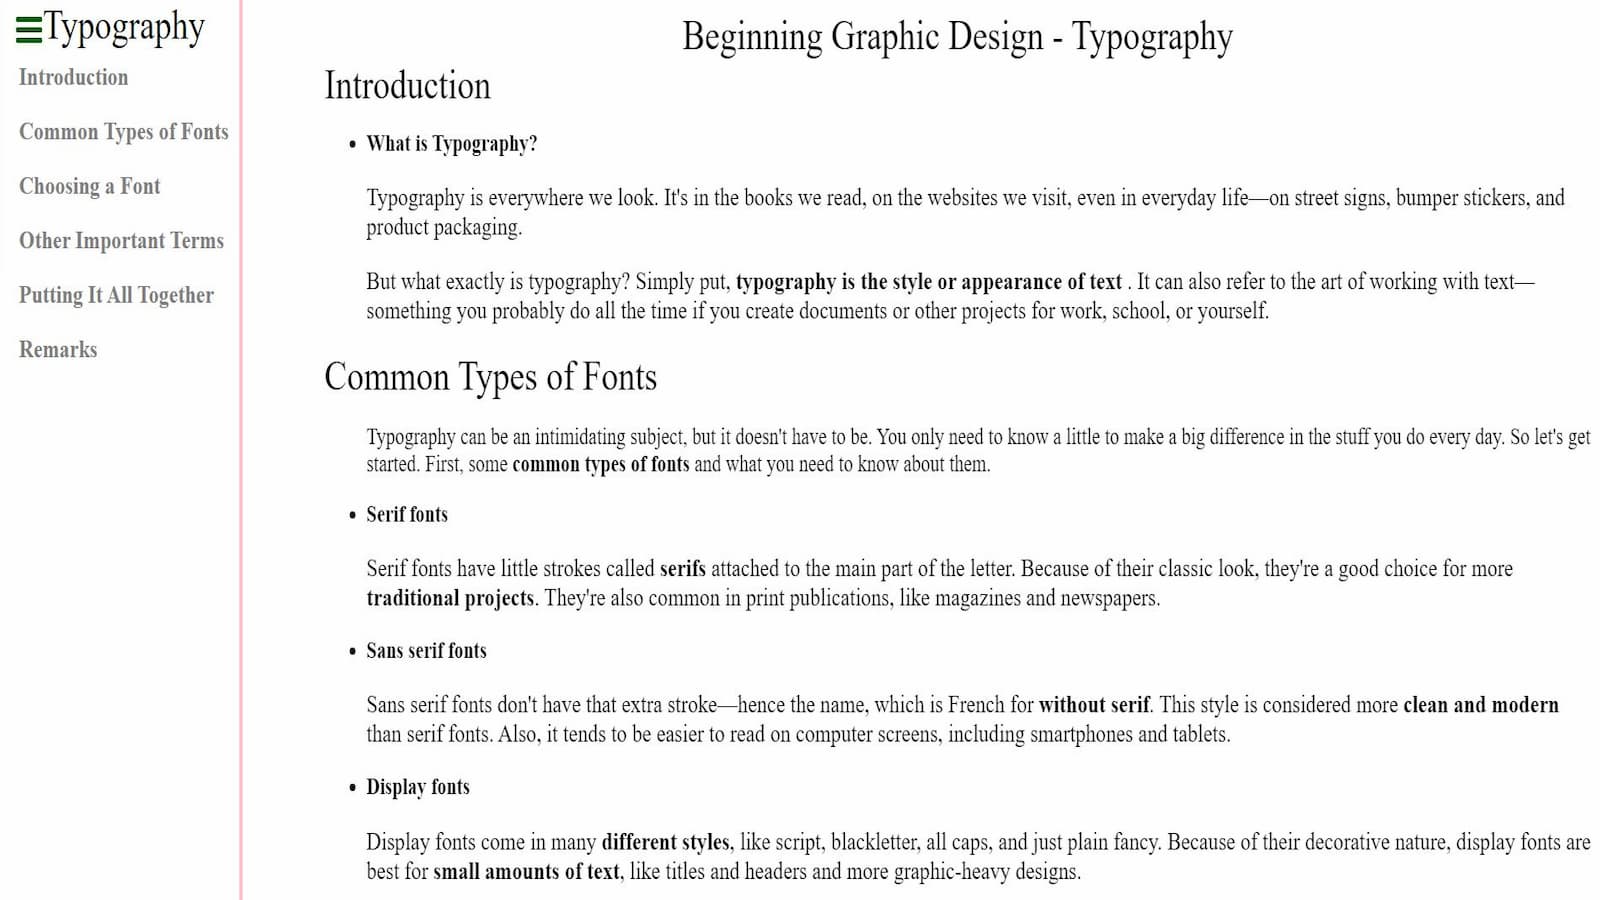 Typography
Introduction
Common Types of Fonts
Choosing a Font
Other Important Terms
Putting It All Together
Remarks
Beginning Graphic Design - Typography
Introduction
• What is Typography?
Typography is everywhere we look. It's in the books we read, on the websites we visit, even in everyday life—on street signs, bumper stickers, and
product packaging.
But what exactly is typography? Simply put, typography is the style or appearance of text . It can also refer to the art of working with text—
something you probably do all the time if you create documents or other projects for work, school, or yourself.
Common Types of Fonts
Typography can be an intimidating subject, but it doesn't have to be. You only need to know a little to make a big difference in the stuff you do every day. So let's get
started. First, some common types of fonts and what you need to know about them.
• Serif fonts
Serif fonts have little strokes called serifs attached to the main part of the letter. Because of their classic look, they're a good choice for more
traditional projects. They're also common in print publications, like magazines and newspapers.
• Sans serif fonts
Sans serif fonts don't have that extra stroke—hence the name, which is French for without serif. This style is considered more clean and modern
than serif fonts. Also, it tends to be easier to read on computer screens, including smartphones and tablets.
• Display fonts
Display fonts come in many different styles, like script, blackletter, all caps, and just plain fancy. Because of their decorative nature, display fonts are
best for small amounts of text, like titles and headers and more graphic-heavy designs.